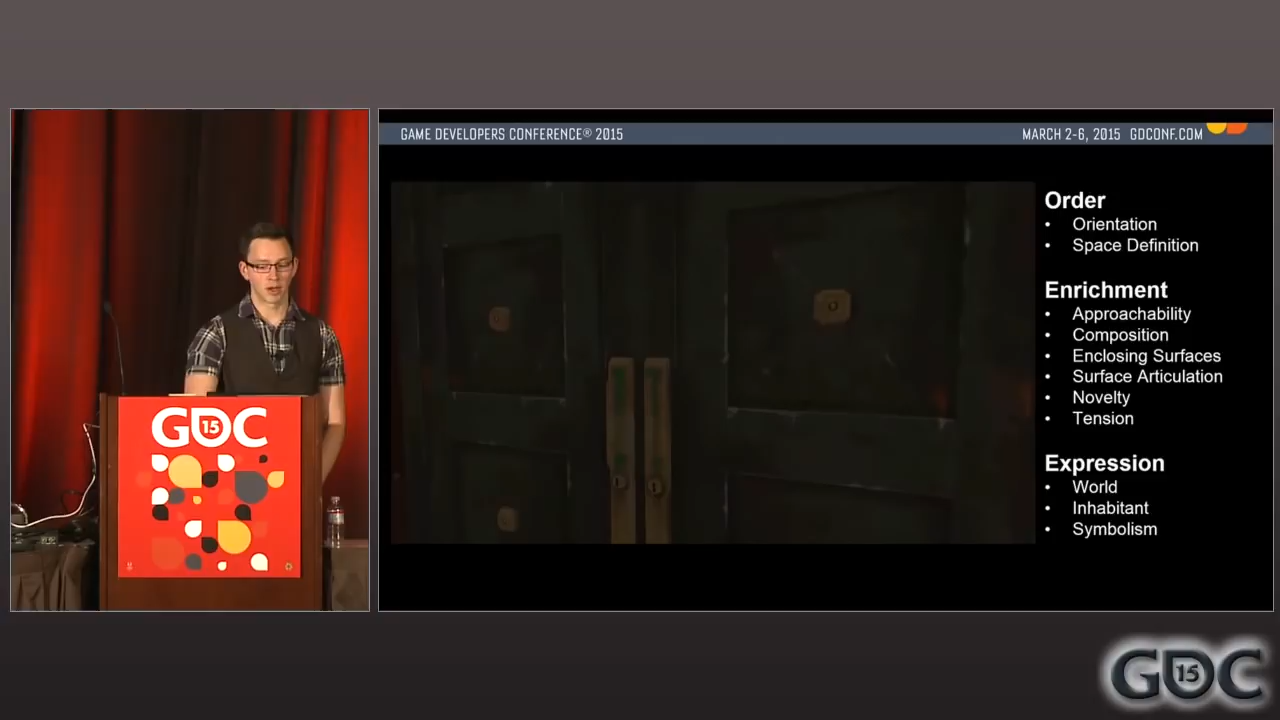 GAME DEVELOPERS CONFERENCE® 2015
MARCH 2-6, 2015 GDCONF.COM
Order
• Orientation
• Space Definition
Enrichment
• Approachability
• Composition
• Enclosing Surfaces
• Surface Articulation
• Novelty
• Tension
Expression
• World
• Inhabitant
• Symbolism
GDC
15
GDC
15